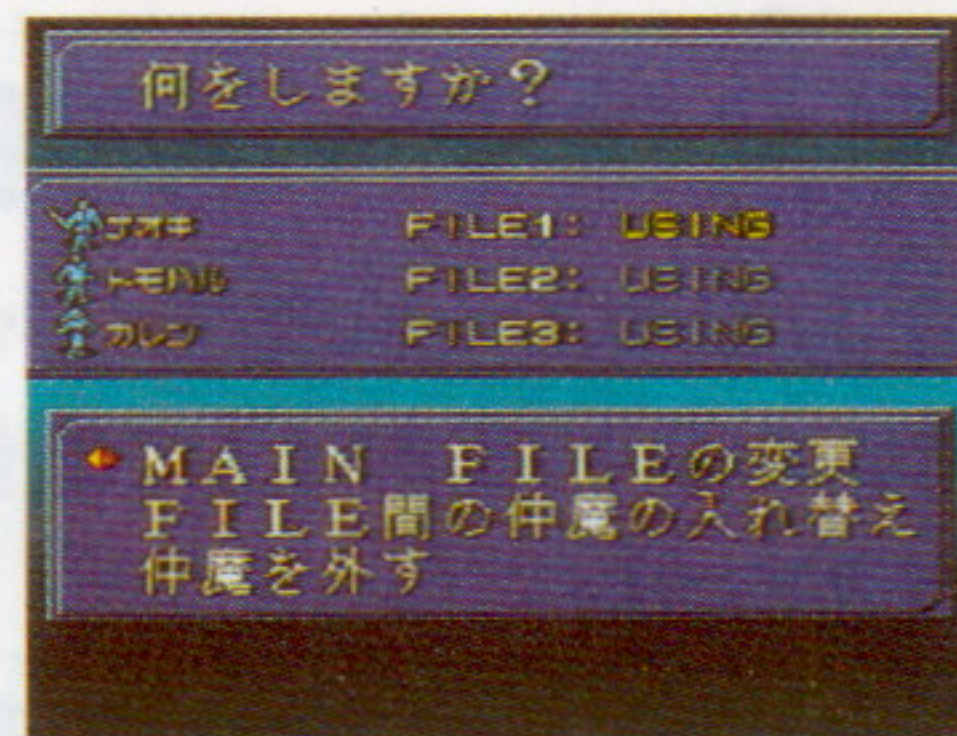 何をしますか？
アオキ FILE1: USING
トモハル FILE2: USING
カレン FILE3: USING
MAIN FILEの変更
FILE間の仲魔の入れ替え
仲魔を外す